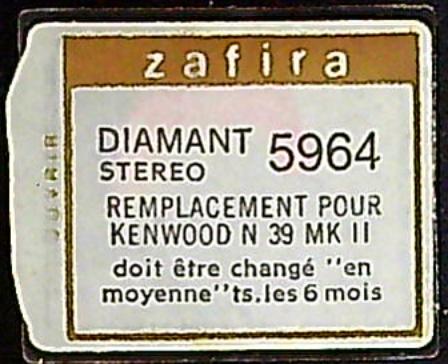 zafira
DIAMANT 5964
STEREO
REMPLACEMENT POUR
KENWOOD N 39 MK II
doit être changé "en
moyenne" ts.les 6 mois
OUVRIR